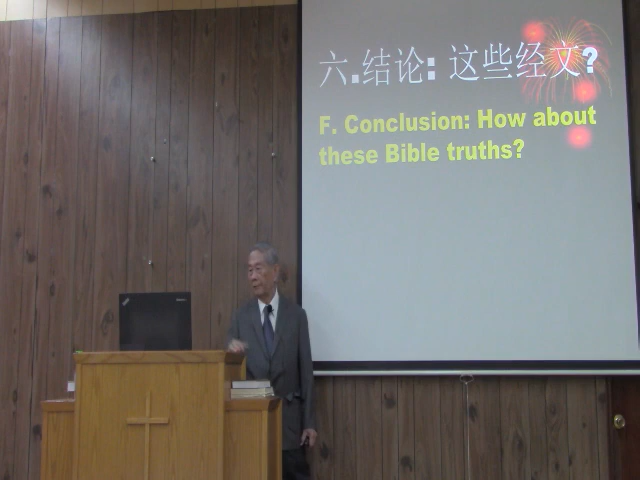 六.结论: 这些经文?
F. Conclusion: How about
these Bible truths?